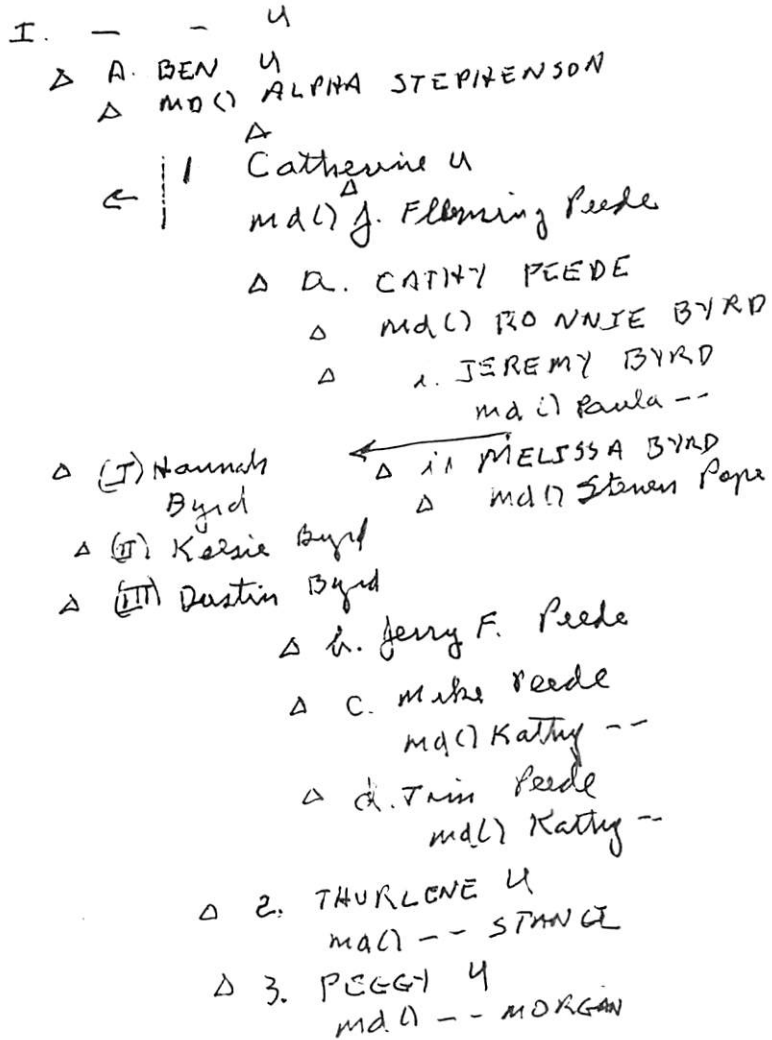 I. — - U
Δ A. BEN U
Δ MD() ALPHA STEPHENSON
Δ
← 1 Catherine U
Δ
md() J. Flemming Peede
Δ a. CATHY PEEDE
Δ md() RONNIE BYRD
Δ i. JEREMY BYRD
md() Paula --
Δ (I) Hannah Δ ii MELISSA BYRD
Byrd Δ md() Steven Pope
Δ (II) Kelsie Byrd
Δ (III) Dustin Byrd
Δ b. Jerry F. Peede
Δ c. Mike Peede
md() Kathy --
Δ d. Tim Peede
md() Kathy --
Δ 2. THURLENE U
md() -- STANCIL
Δ 3. PEGGY U
md() -- MORGAN